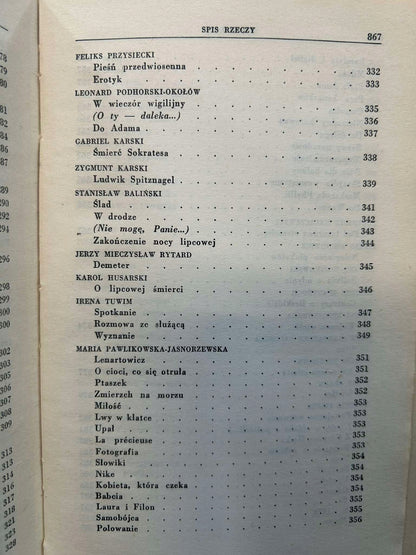 SPIS RZECZY 867
FELIKS PRZYSIECKI
Pieśń przedwiosenna . . . . . . . . . . 332
Erotyk . . . . . . . . . . 333
LEONARD PODHORSKI-OKOŁÓW
W wieczór wigilijny . . . . . . . . . . 335
(O ty — daleka...) . . . . . . . . . . 336
Do Adama . . . . . . . . . . 337
GABRIEL KARSKI
Śmierć Sokratesa . . . . . . . . . . 338
ZYGMUNT KARSKI
Ludwik Spitznagel . . . . . . . . . . 339
STANISŁAW BALIŃSKI
Ślad . . . . . . . . . . 341
W drodze . . . . . . . . . . 342
(Nie mogę, Panie...) . . . . . . . . . . 343
Zakończenie nocy lipcowej . . . . . . . . . . 344
JERZY MIECZYSŁAW RYTARD
Demeter . . . . . . . . . . 345
KAROL HUSARSKI
O lipcowej śmierci . . . . . . . . . . 346
IRENA TUWIM
Spotkanie . . . . . . . . . . 347
Rozmowa ze służącą . . . . . . . . . . 348
Wyznanie . . . . . . . . . . 349
MARIA PAWLIKOWSKA-JASNORZEWSKA
Lenartowicz . . . . . . . . . . 351
O cioci, co się otruła . . . . . . . . . . 351
Ptaszek . . . . . . . . . . 352
Zmierzch na morzu . . . . . . . . . . 352
Miłość . . . . . . . . . . 353
Lwy w klatce . . . . . . . . . . 353
Upał . . . . . . . . . . 353
La précieuse . . . . . . . . . . 353
Fotografia . . . . . . . . . . 354
Słowiki . . . . . . . . . . 354
Nike . . . . . . . . . . 354
Kobieta, która czeka . . . . . . . . . . 354
Babcia . . . . . . . . . . 355
Laura i Filon . . . . . . . . . . 355
Samobójca . . . . . . . . . . 356
Polowanie . . . . . . . . . .